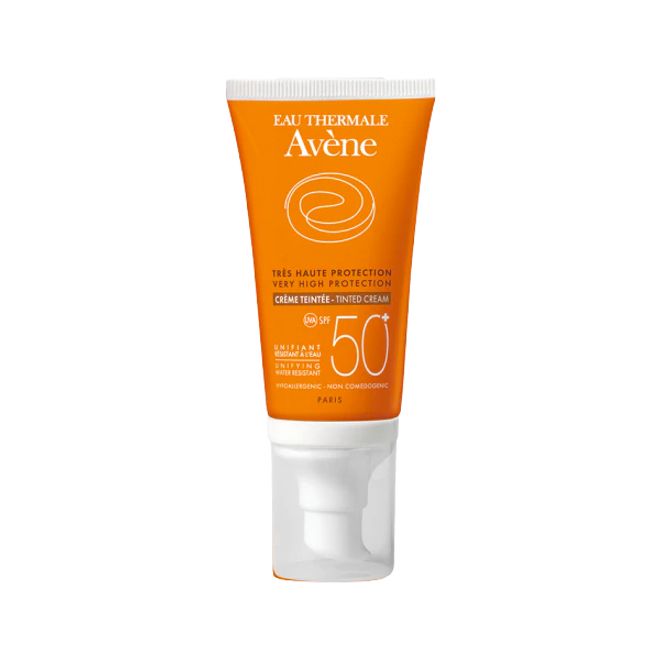 EAU THERMALE
Avène
TRÈS HAUTE PROTECTION
VERY HIGH PROTECTION
CRÈME TEINTÉE - TINTED CREAM
UVA SPF 50+
UNIFIANT
RÉSISTANT À L'EAU
UNIFYING
WATER RESISTANT
HYPOALLERGENIC - NON COMEDOGENIC
PARIS